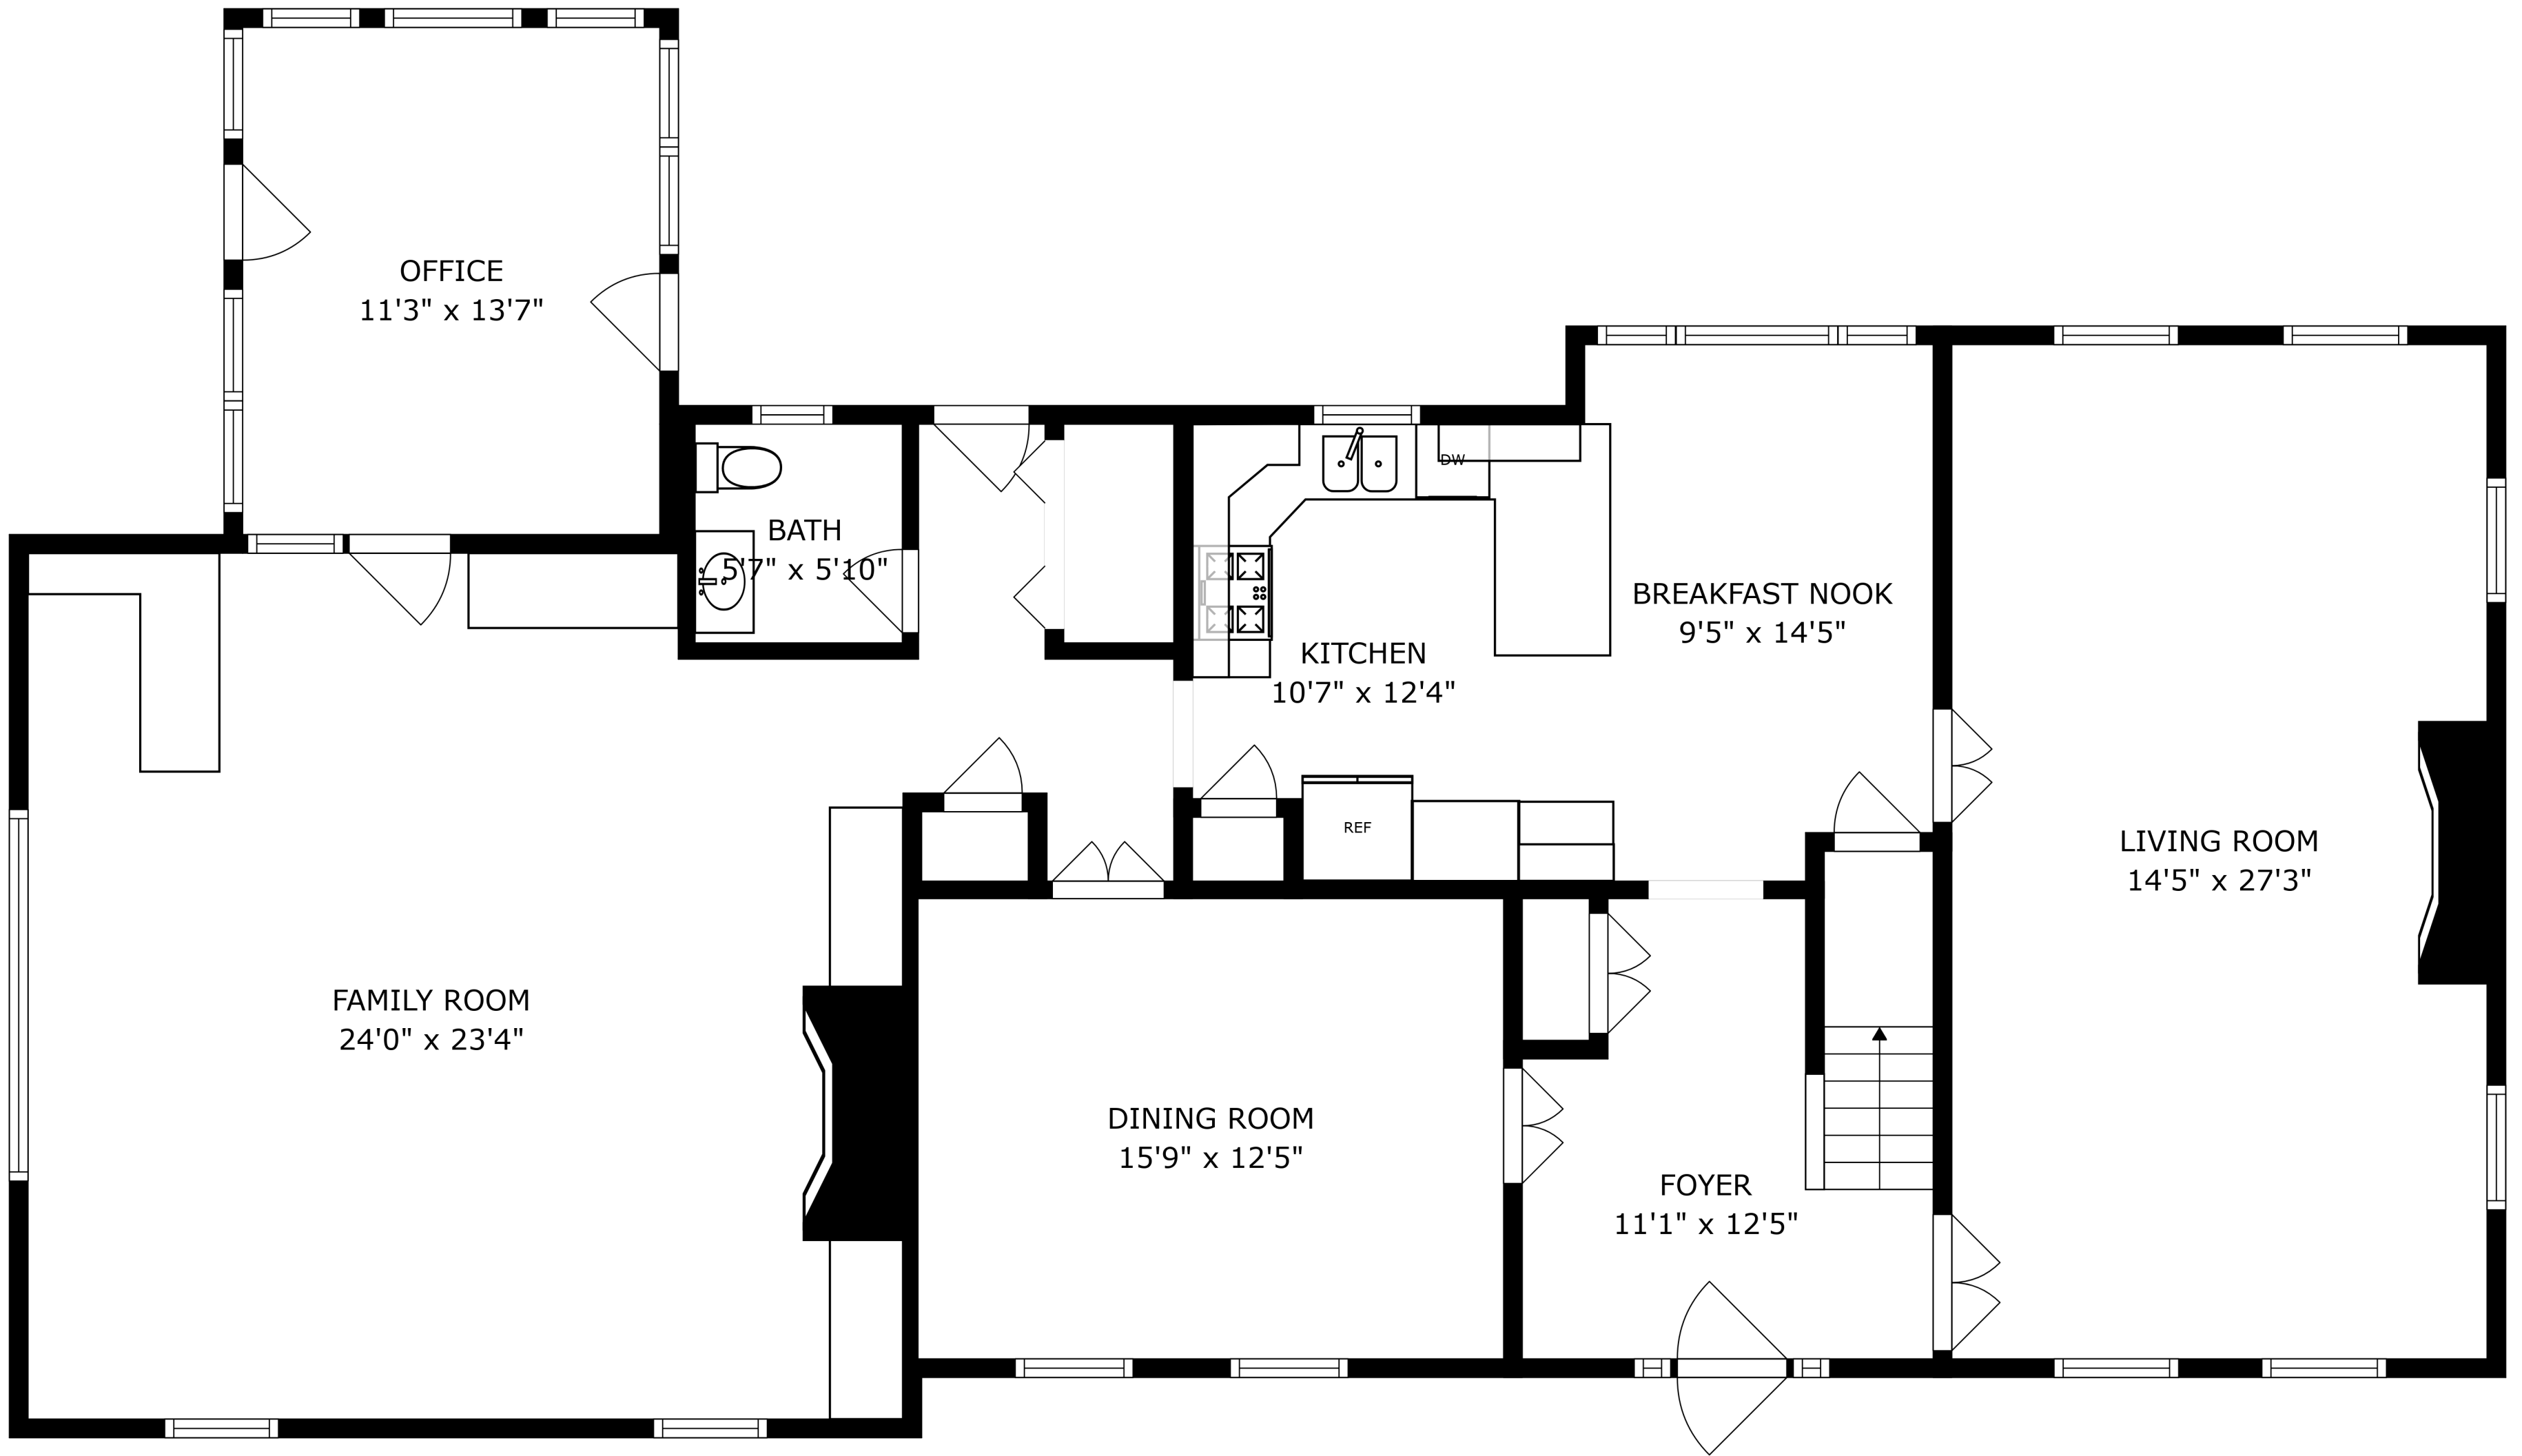 OFFICE
11'3" x 13'7"
BATH
5'7" x 5'10"
DW
BREAKFAST NOOK
9'5" x 14'5"
KITCHEN
10'7" x 12'4"
REF
LIVING ROOM
14'5" x 27'3"
FAMILY ROOM
24'0" x 23'4"
DINING ROOM
15'9" x 12'5"
FOYER
11'1" x 12'5"